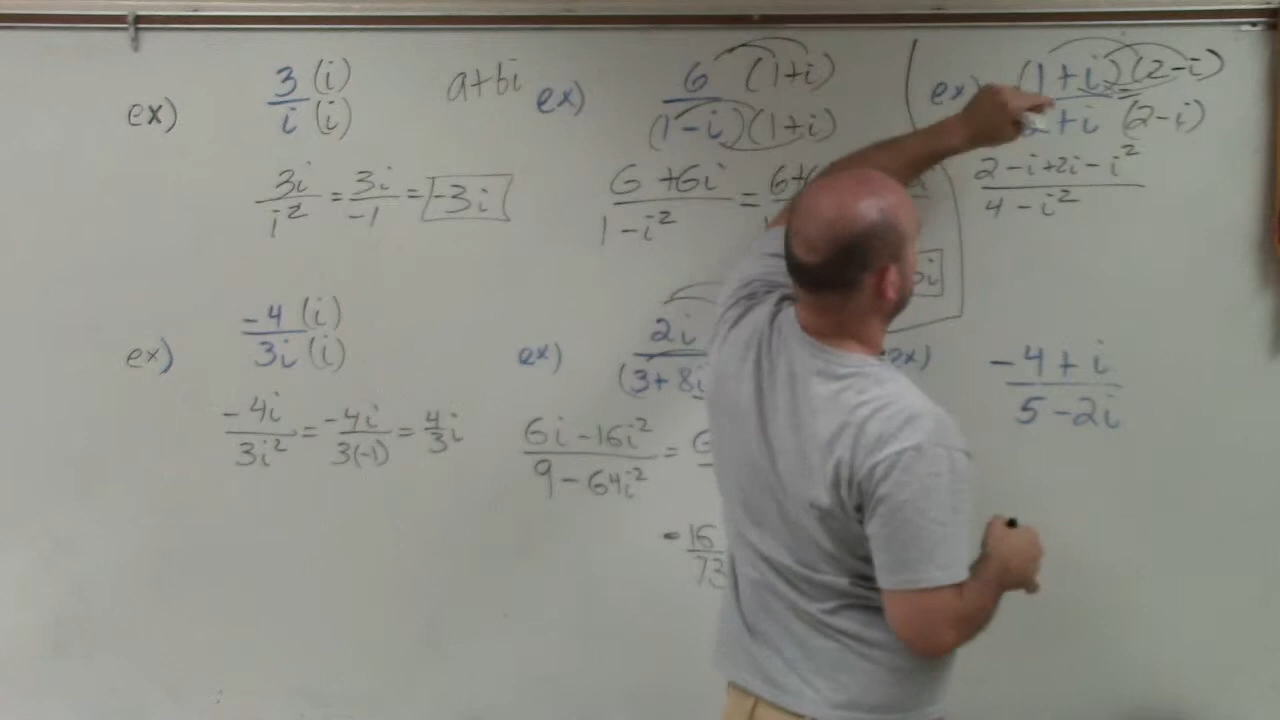 ex) 3 (i)
i (i)
3i/i² = 3i/-1 = -3i
a+bi
ex) 6 (1+i)
(1-i)(1+i)
6+6i
1-i² =
ex) (1+i)(2-i)
2+i (2-i)
2-i+2i-i²
4-i²
ex) -4 (i)
3i (i)
-4i/3i² = -4i/3(-1) = 4/3 i
ex) 2i
(3+8i
6i-16i²
9-64i² =
-16
73
ex) -4+i
5-2i